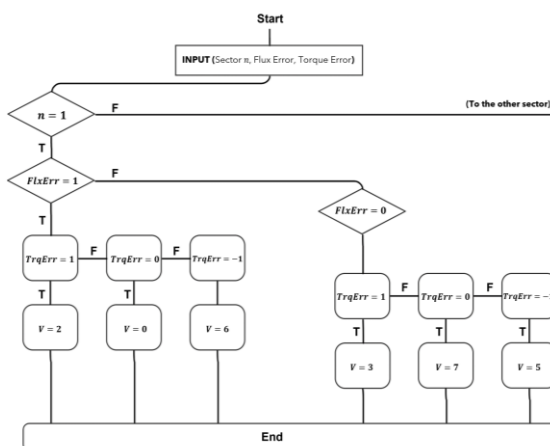 Start
INPUT (Sector n, Flux Error, Torque Error)
n = 1
F
(To the other sector)
T
FlxErr = 1
F
FlxErr = 0
T
TrqErr = 1
F
TrqErr = 0
F
TrqErr = −1
T
T
V = 2
V = 0
V = 6
TrqErr = 1
F
TrqErr = 0
F
TrqErr = −
T
T
T
V = 3
V = 7
V = 5
End